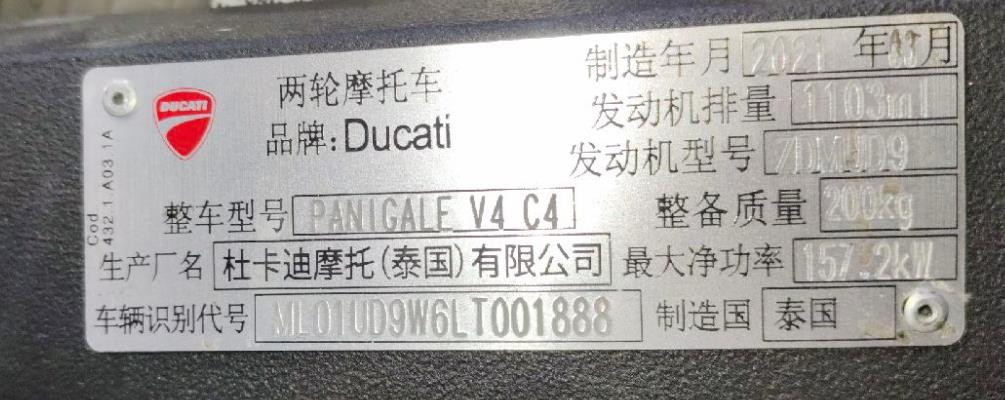 DUCATI
两轮摩托车
品牌：Ducati
制造年月 2021 年 03月
发动机排量 1103ml
发动机型号 ZDMUD9
整车型号 PANIGALE V4 C4
整备质量 200kg
生产厂名 杜卡迪摩托(泰国)有限公司
最大净功率 157.2kW
车辆识别代号 ML01UD9W6LT001888
制造国 泰国
Cod. 432.1.A03.1A